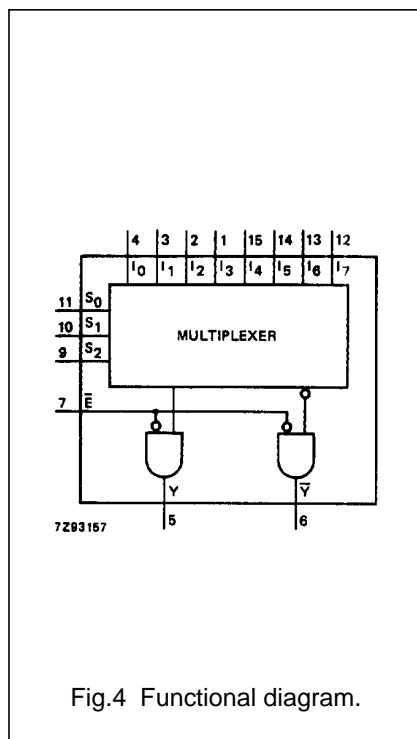 4 3 2 1 15 14 13 12
I0 I1 I2 I3 I4 I5 I6 I7
11 S0
10 S1
9 S2
MULTIPLEXER
7 E̅
Y Y̅
7Z93157 5 6
Fig.4 Functional diagram.